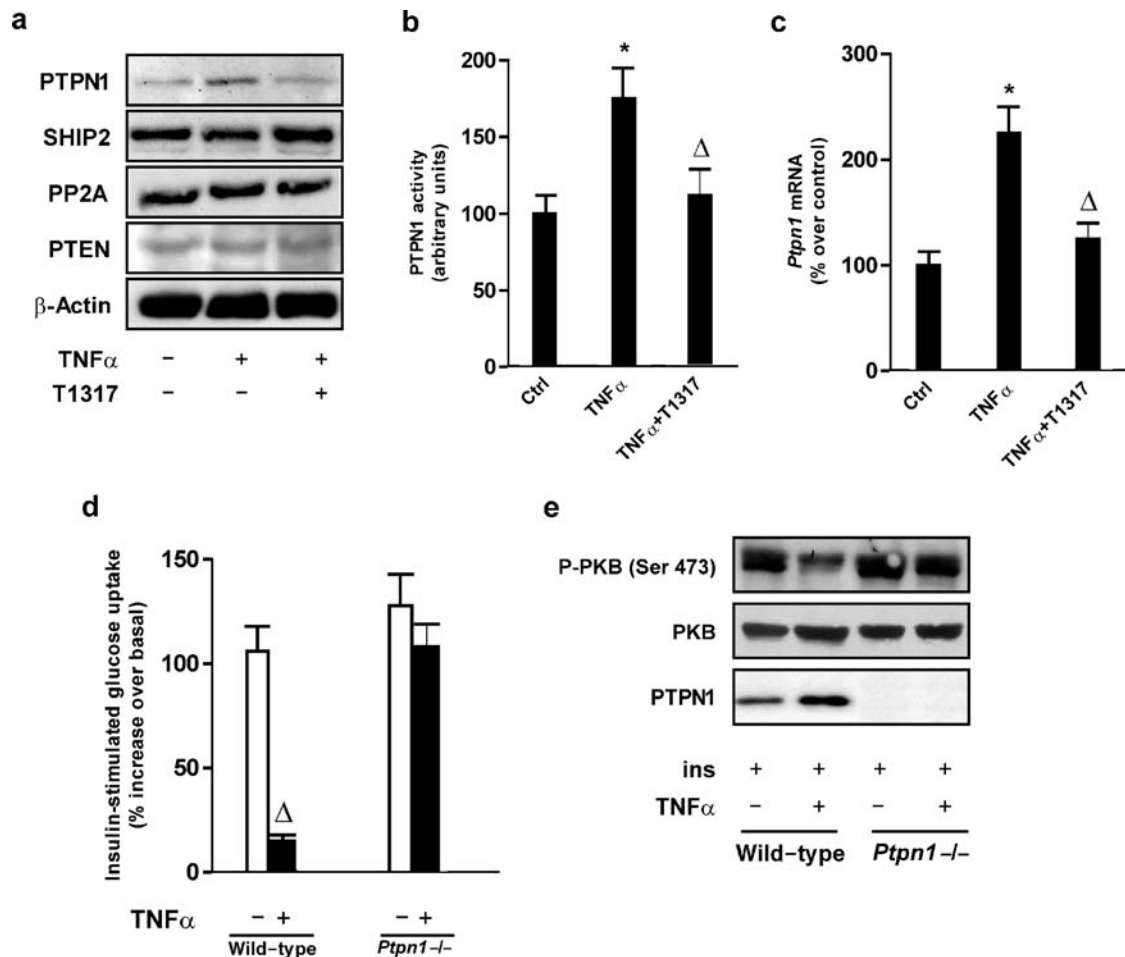 a
PTPN1
SHIP2
PP2A
PTEN
β-Actin
TNFα − + +
T1317 − − +
b
PTPN1 activity
(arbitrary units)
200
150
100
50
0
*
Δ
Ctrl
TNFα
TNFα+T1317
c
Ptpn1 mRNA
(% over control)
300
200
100
0
*
Δ
Ctrl
TNFα
TNFα+T1317
d
Insulin-stimulated glucose uptake
(% increase over basal)
150
100
50
0
Δ
TNFα − + − +
Wild-type Ptpn1-/-
e
P-PKB (Ser 473)
PKB
PTPN1
ins + + + +
TNFα − + − +
Wild-type Ptpn1-/-